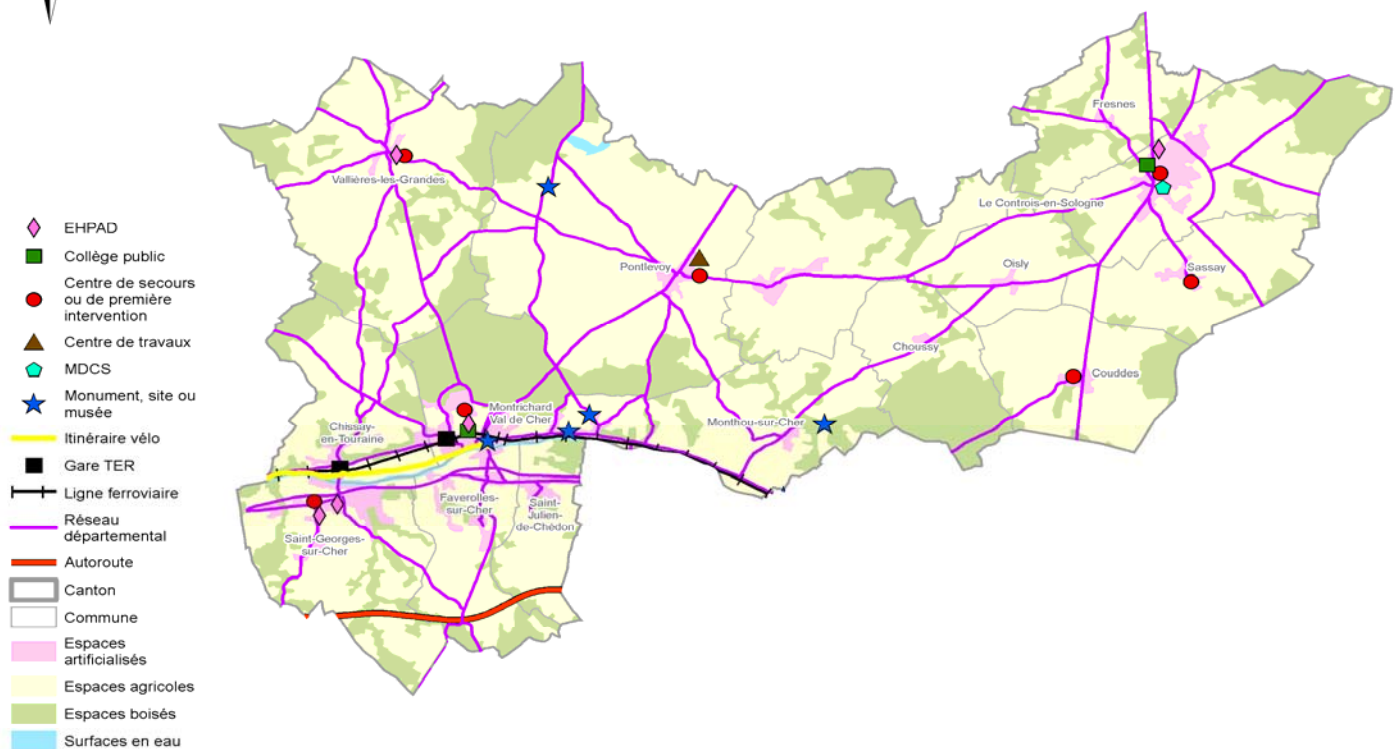 EHPAD
Collège public
Centre de secours
ou de première
intervention
Centre de travaux
MDCS
Monument, site ou
musée
Itinéraire vélo
Gare TER
Ligne ferroviaire
Réseau
départemental
Autoroute
Canton
Commune
Espaces
artificialisés
Espaces agricoles
Espaces boisés
Surfaces en eau
Fresnes
Vallières-les-Grandes
Le Controis-en-Sologne
Pontlevoy
Oisly
Sassay
Choussy
Couddes
Montrichard
Val de Cher
Chissay-
en-Touraine
Monthou-sur-Cher
Faverolles-
sur-Cher
Saint-
Julien-
de-Chédon
Saint-Georges-
sur-Cher